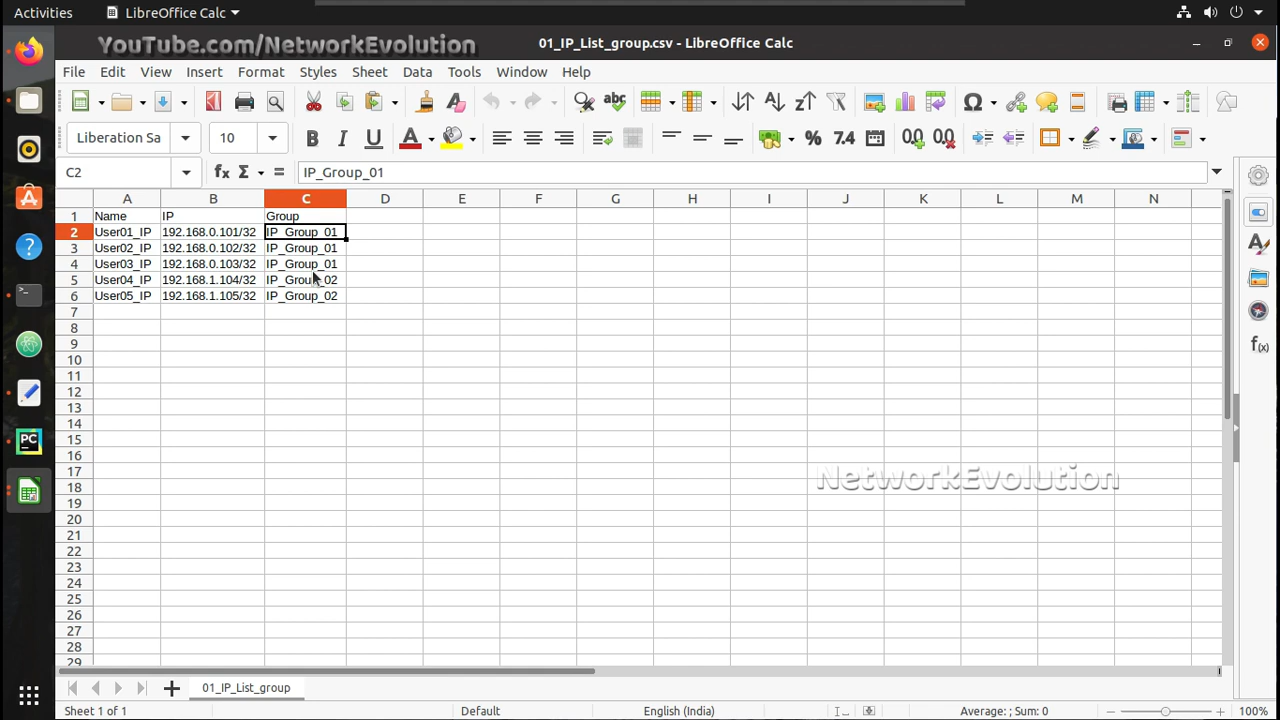 Activities LibreOffice Calc
YouTube.com/NetworkEvolution
01_IP_List_group.csv - LibreOffice Calc
File Edit View Insert Format Styles Sheet Data Tools Window Help
Liberation Sa 10
C2 IP_Group_01
A B C D E F G H I J K L M N
1 Name IP Group
2 User01_IP 192.168.0.101/32 IP_Group_01
3 User02_IP 192.168.0.102/32 IP_Group_01
4 User03_IP 192.168.0.103/32 IP_Group_01
5 User04_IP 192.168.1.104/32 IP_Group_02
6 User05_IP 192.168.1.105/32 IP_Group_02
7
8
9
10
11
12
13
14
15
16
17
NetworkEvolution
18
19
20
21
22
23
24
25
26
27
28
29
01_IP_List_group
Sheet 1 of 1 Default English (India) Average: ; Sum: 0 100%